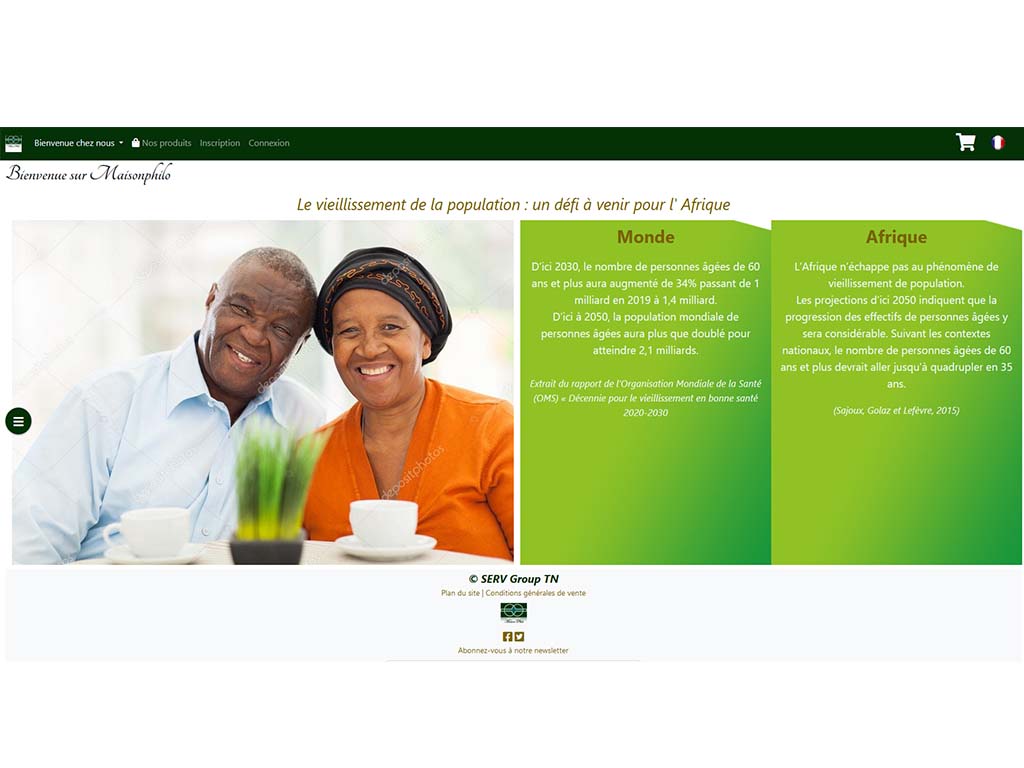 Bienvenue chez nous
Nos produits
Inscription
Connexion
Bienvenue sur Maisonphilo
Le vieillissement de la population : un défi à venir pour l' Afrique
depositphotos
depositphotos
depositphotos
depositphotos
Monde
D'ici 2030, le nombre de personnes âgées de 60
ans et plus aura augmenté de 34% passant de 1
milliard en 2019 à 1,4 milliard.
D'ici à 2050, la population mondiale de
personnes âgées aura plus que doublé pour
atteindre 2,1 milliards.
Extrait du rapport de l'Organisation Mondiale de la Santé
(OMS) « Décennie pour le vieillissement en bonne santé
2020-2030
Afrique
L'Afrique n'échappe pas au phénomène de
vieillissement de population.
Les projections d'ici 2050 indiquent que la
progression des effectifs de personnes âgées y
sera considérable. Suivant les contextes
nationaux, le nombre de personnes âgées de 60
ans et plus devrait aller jusqu'à quadrupler en 35
ans.
(Sajoux, Golaz et Lefèvre, 2015)
© SERV Group TN
Plan du site | Conditions générales de vente
Abonnez-vous à notre newsletter